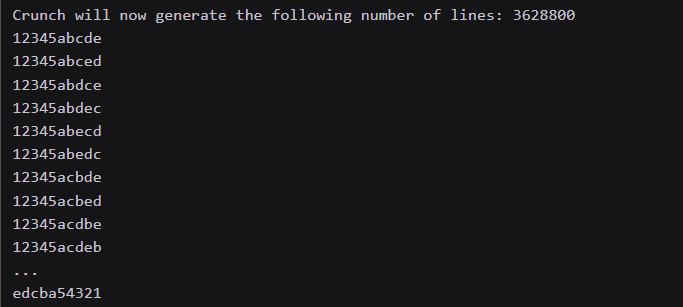 Crunch will now generate the following number of lines: 3628800
12345abcde
12345abced
12345abdce
12345abdec
12345abecd
12345abedc
12345acbde
12345acbed
12345acdbe
12345acdeb
...
edcba54321